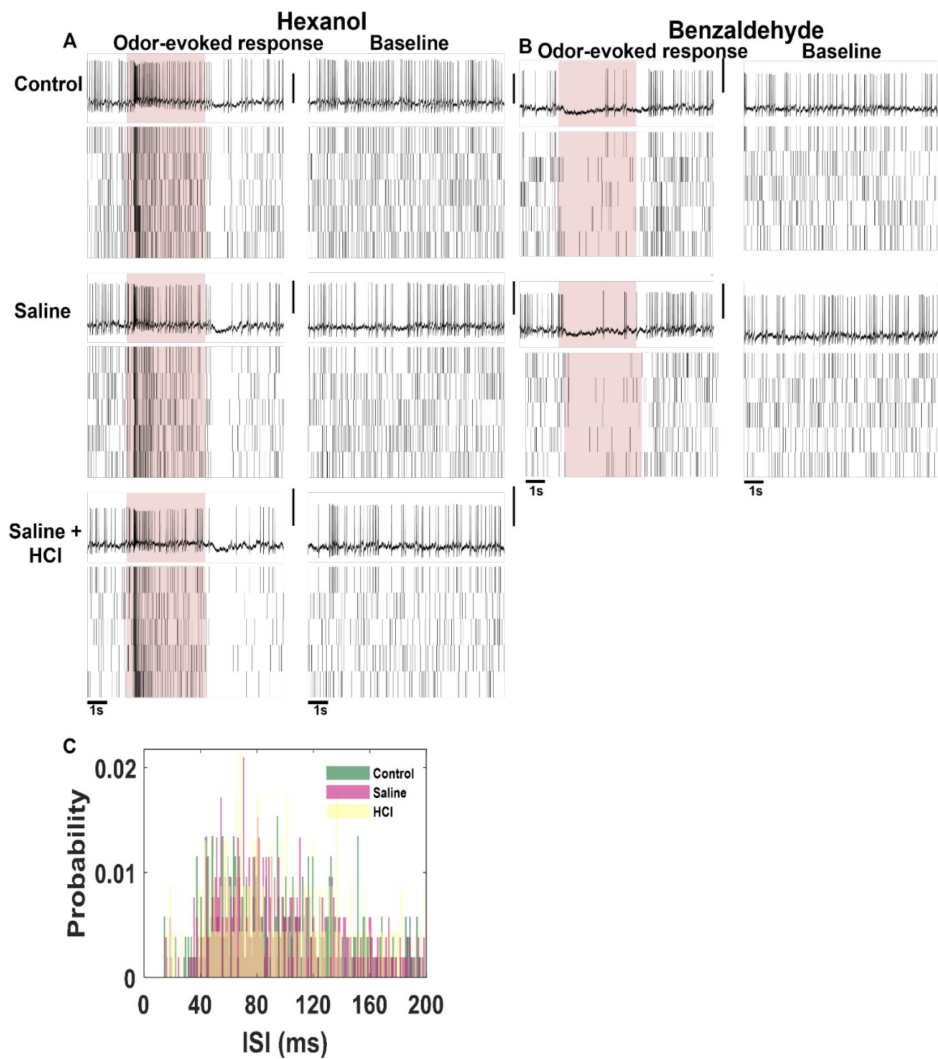 Hexanol
Benzaldehyde
A
Odor-evoked response
Baseline
B
Odor-evoked response
Baseline
Control
Saline
1s
1s
Saline +
HCl
1s
1s
C
0.02
0.01
0
Probability
Control
Saline
HCl
0 40 80 120 160 200
ISI (ms)